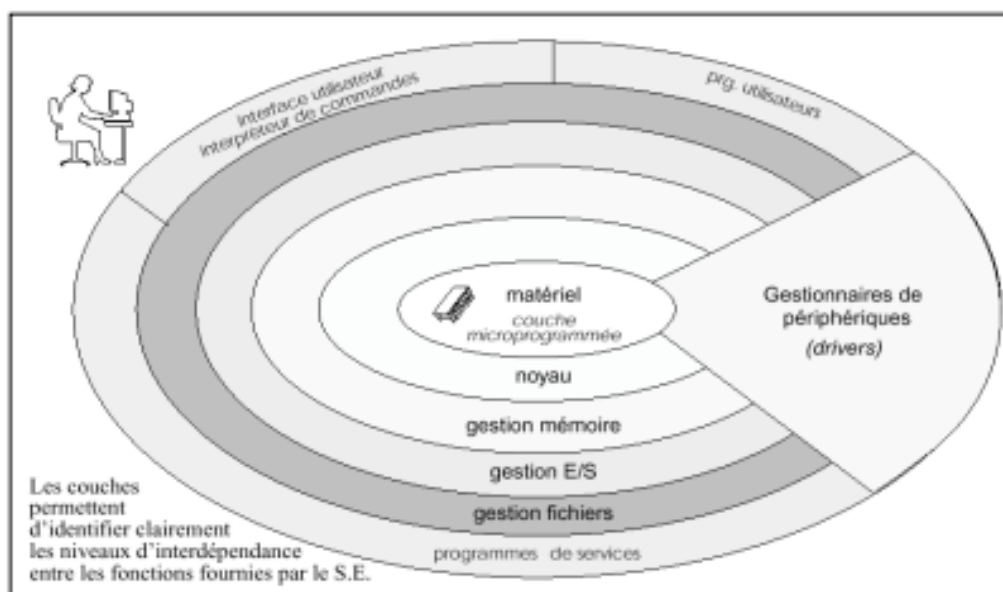 interface utilisateur
interpréteur de commandes
prg. utilisateurs
matériel
couche
microprogrammée
Gestionnaires de
périphériques
(drivers)
noyau
gestion mémoire
gestion E/S
gestion fichiers
programmes de services
Les couches
permettent
d'identifier clairement
les niveaux d'interdépendance
entre les fonctions fournies par le S.E.